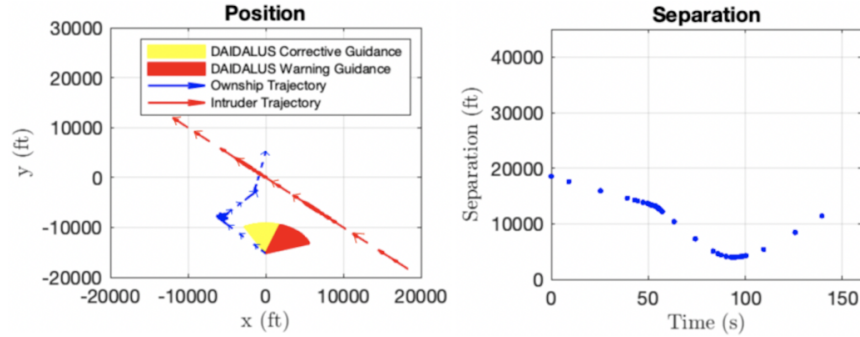 Position
30000
20000
10000
0
-10000
-20000
y (ft)
DAIDALUS Corrective Guidance
DAIDALUS Warning Guidance
Ownship Trajectory
Intruder Trajectory
-20000 -10000 0 10000 20000
x (ft)
Separation
40000
30000
20000
10000
0
Separation (ft)
0 50 100 150
Time (s)